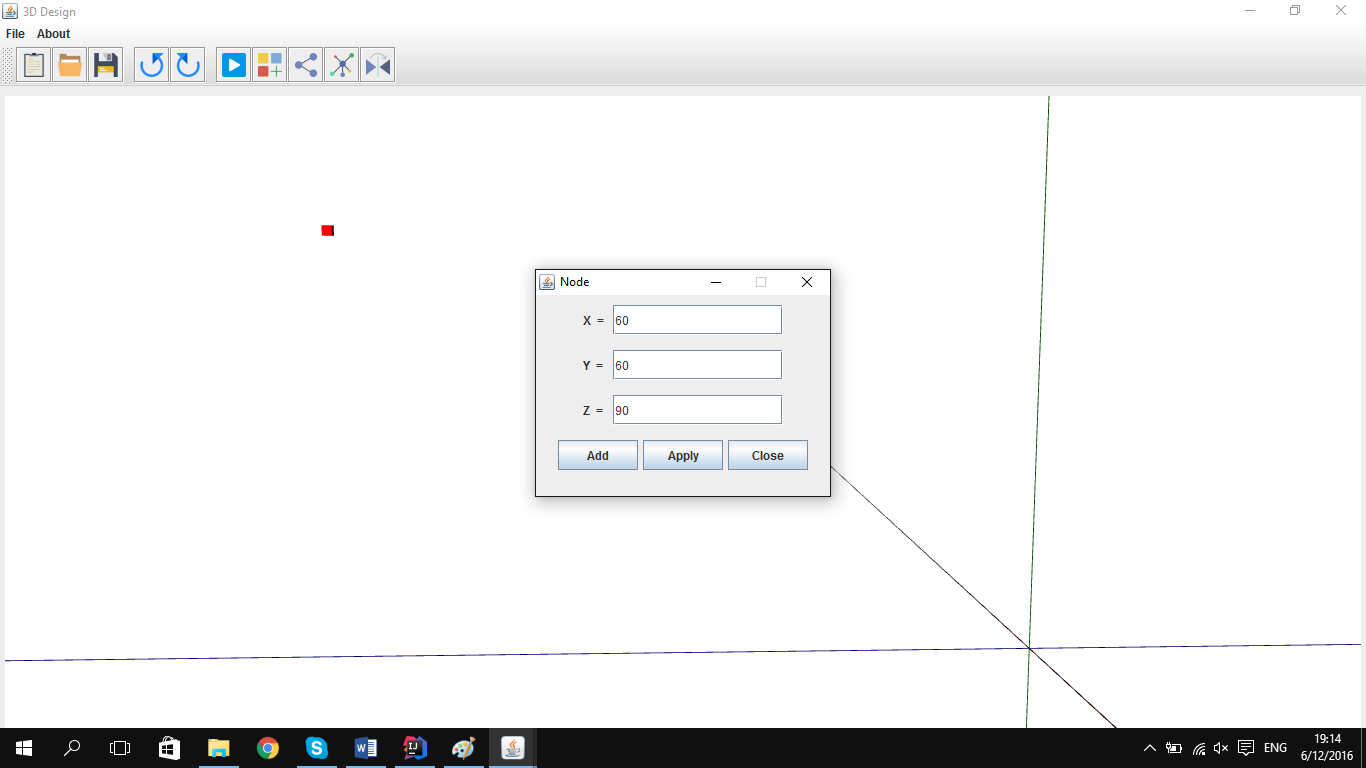 3D Design
File About
Node
X = 60
Y = 60
Z = 90
Add Apply Close
ENG
19:14
6/12/2016